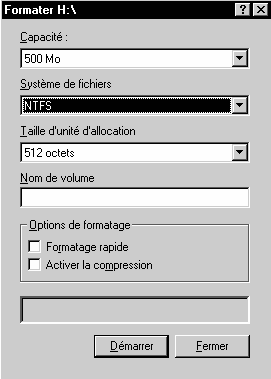 Formater H:\
Capacité :
500 Mo
Système de fichiers
NTFS
Taille d'unité d'allocation
512 octets
Nom de volume
Options de formatage
Formatage rapide
Activer la compression
Démarrer
Fermer